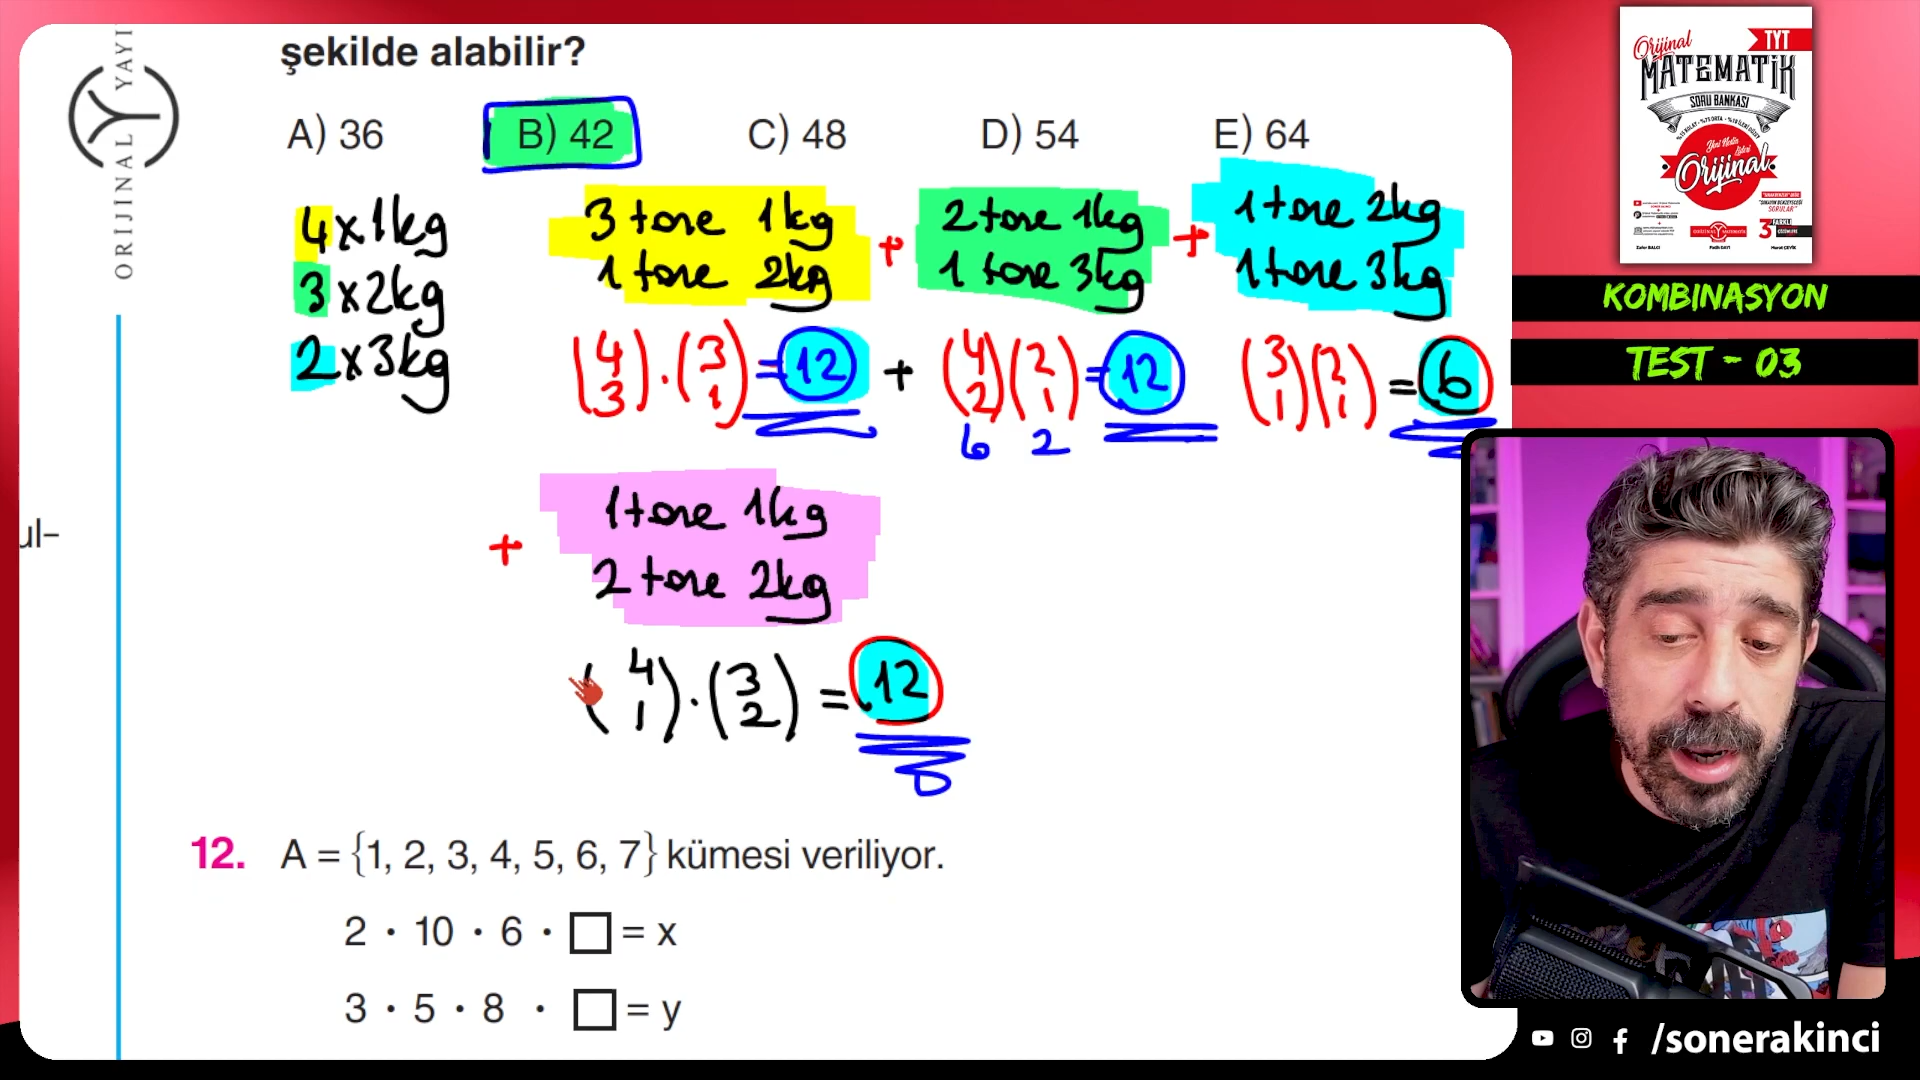 ORIJINAL YAYI
şekilde alabilir?
A) 36 B) 42 C) 48 D) 54 E) 64
4x1kg
3x2kg
2x3kg
3 tane 1kg
1 tane 2kg
+
2 tane 1kg
1 tane 3kg
+
1 tane 2kg
1 tane 3kg
(4 3).(3 1) = 12 + (4 2)(2 1) = 12 (3 1)(2 1) = 6
6 2
+
1 tane 1kg
2 tane 2kg
(4 1).(3 2) = 12
ul-
12. A = {1, 2, 3, 4, 5, 6, 7} kümesi veriliyor.
2 · 10 · 6 · □ = x
3 · 5 · 8 · □ = y
Orijinal
TYT
MATEMATİK
SORU BANKASI
Orijinal
KOMBINASYON
TEST - 03
/sonerakinci